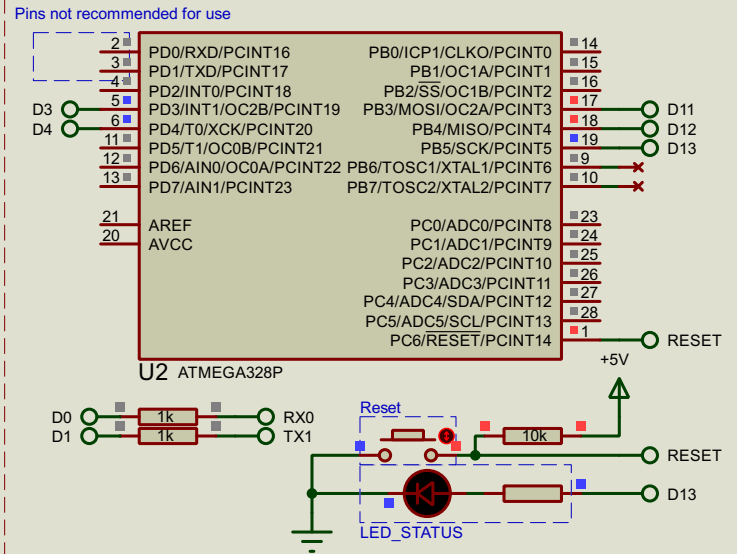 Pins not recommended for use
2 PD0/RXD/PCINT16 PB0/ICP1/CLKO/PCINT0 14
3 PD1/TXD/PCINT17 PB1/OC1A/PCINT1 15
4 PD2/INT0/PCINT18 PB2/SS/OC1B/PCINT2 16
D3 5 PD3/INT1/OC2B/PCINT19 PB3/MOSI/OC2A/PCINT3 17 D11
D4 6 PD4/T0/XCK/PCINT20 PB4/MISO/PCINT4 18 D12
11 PD5/T1/OC0B/PCINT21 PB5/SCK/PCINT5 19 D13
12 PD6/AIN0/OC0A/PCINT22 PB6/TOSC1/XTAL1/PCINT6 9
13 PD7/AIN1/PCINT23 PB7/TOSC2/XTAL2/PCINT7 10
21 AREF PC0/ADC0/PCINT8 23
20 AVCC PC1/ADC1/PCINT9 24
PC2/ADC2/PCINT10 25
PC3/ADC3/PCINT11 26
PC4/ADC4/SDA/PCINT12 27
PC5/ADC5/SCL/PCINT13 28
PC6/RESET/PCINT14 1 RESET
U2 ATMEGA328P
+5V
D0 1k RX0
D1 1k TX1
Reset
10k
RESET
D13
LED_STATUS